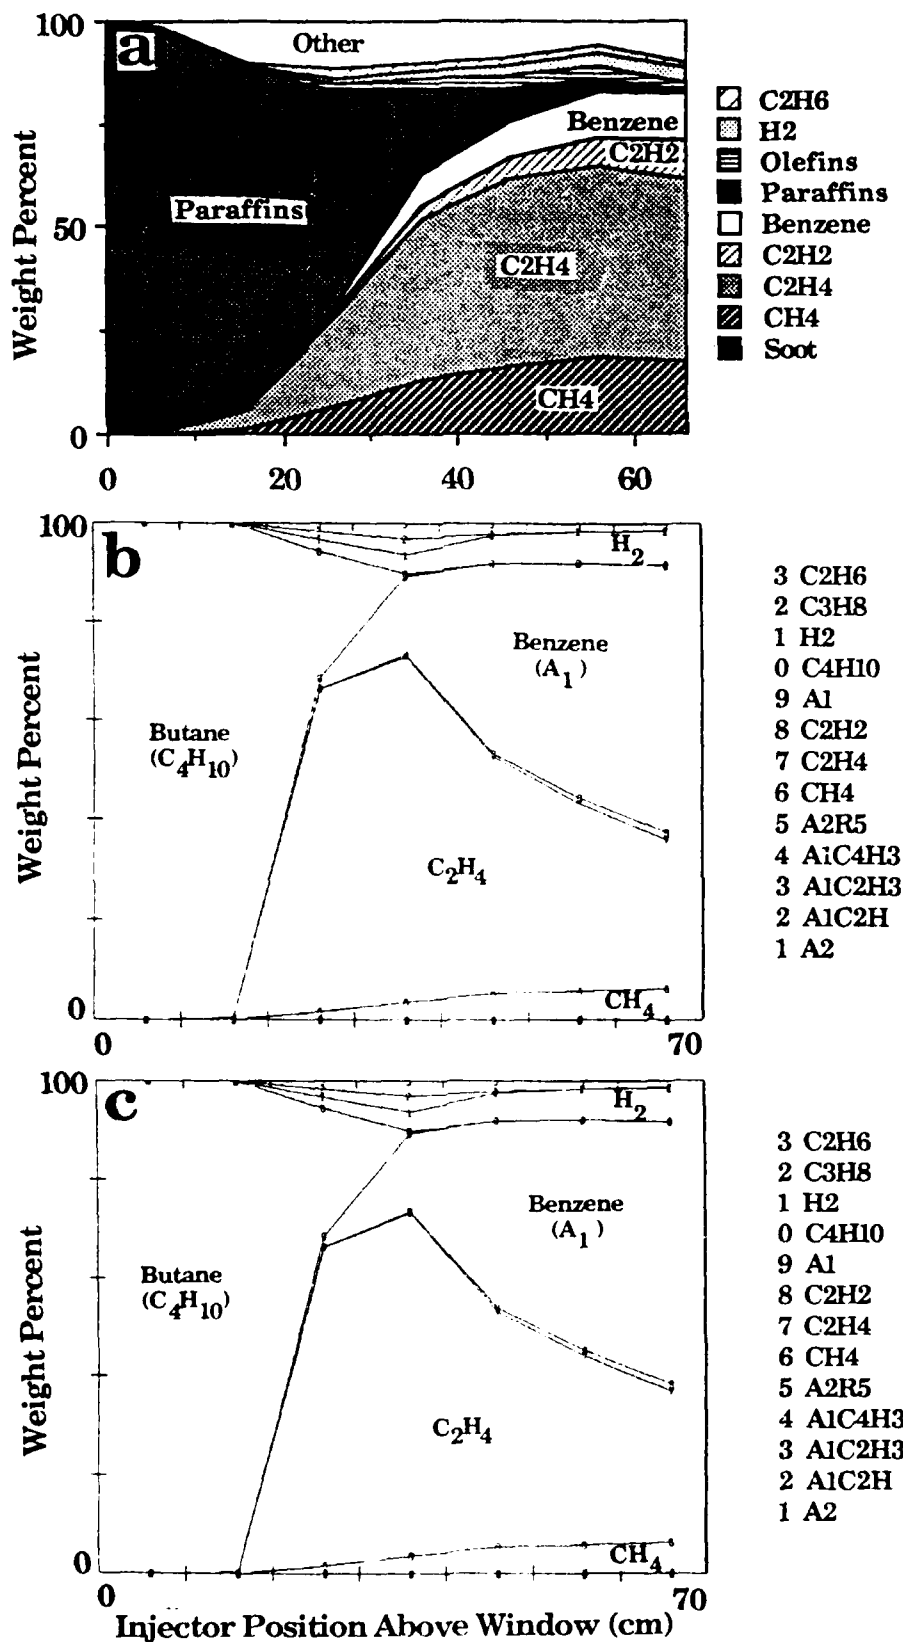 100
a
Other
Benzene
C2H2
Paraffins
50
C2H4
CH4
0
0
20
40
60
Weight Percent
C2H6
H2
Olefins
Paraffins
Benzene
C2H2
C2H4
CH4
Soot
100
b
H2
Benzene
(A1)
Butane
(C4H10)
C2H4
CH4
0
0
70
Weight Percent
3 C2H6
2 C3H8
1 H2
0 C4H10
9 A1
8 C2H2
7 C2H4
6 CH4
5 A2R5
4 A1C4H3
3 A1C2H3
2 A1C2H
1 A2
100
c
H2
Benzene
(A1)
Butane
(C4H10)
C2H4
CH4
0
0
70
Weight Percent
Injector Position Above Window (cm)
3 C2H6
2 C3H8
1 H2
0 C4H10
9 A1
8 C2H2
7 C2H4
6 CH4
5 A2R5
4 A1C4H3
3 A1C2H3
2 A1C2H
1 A2